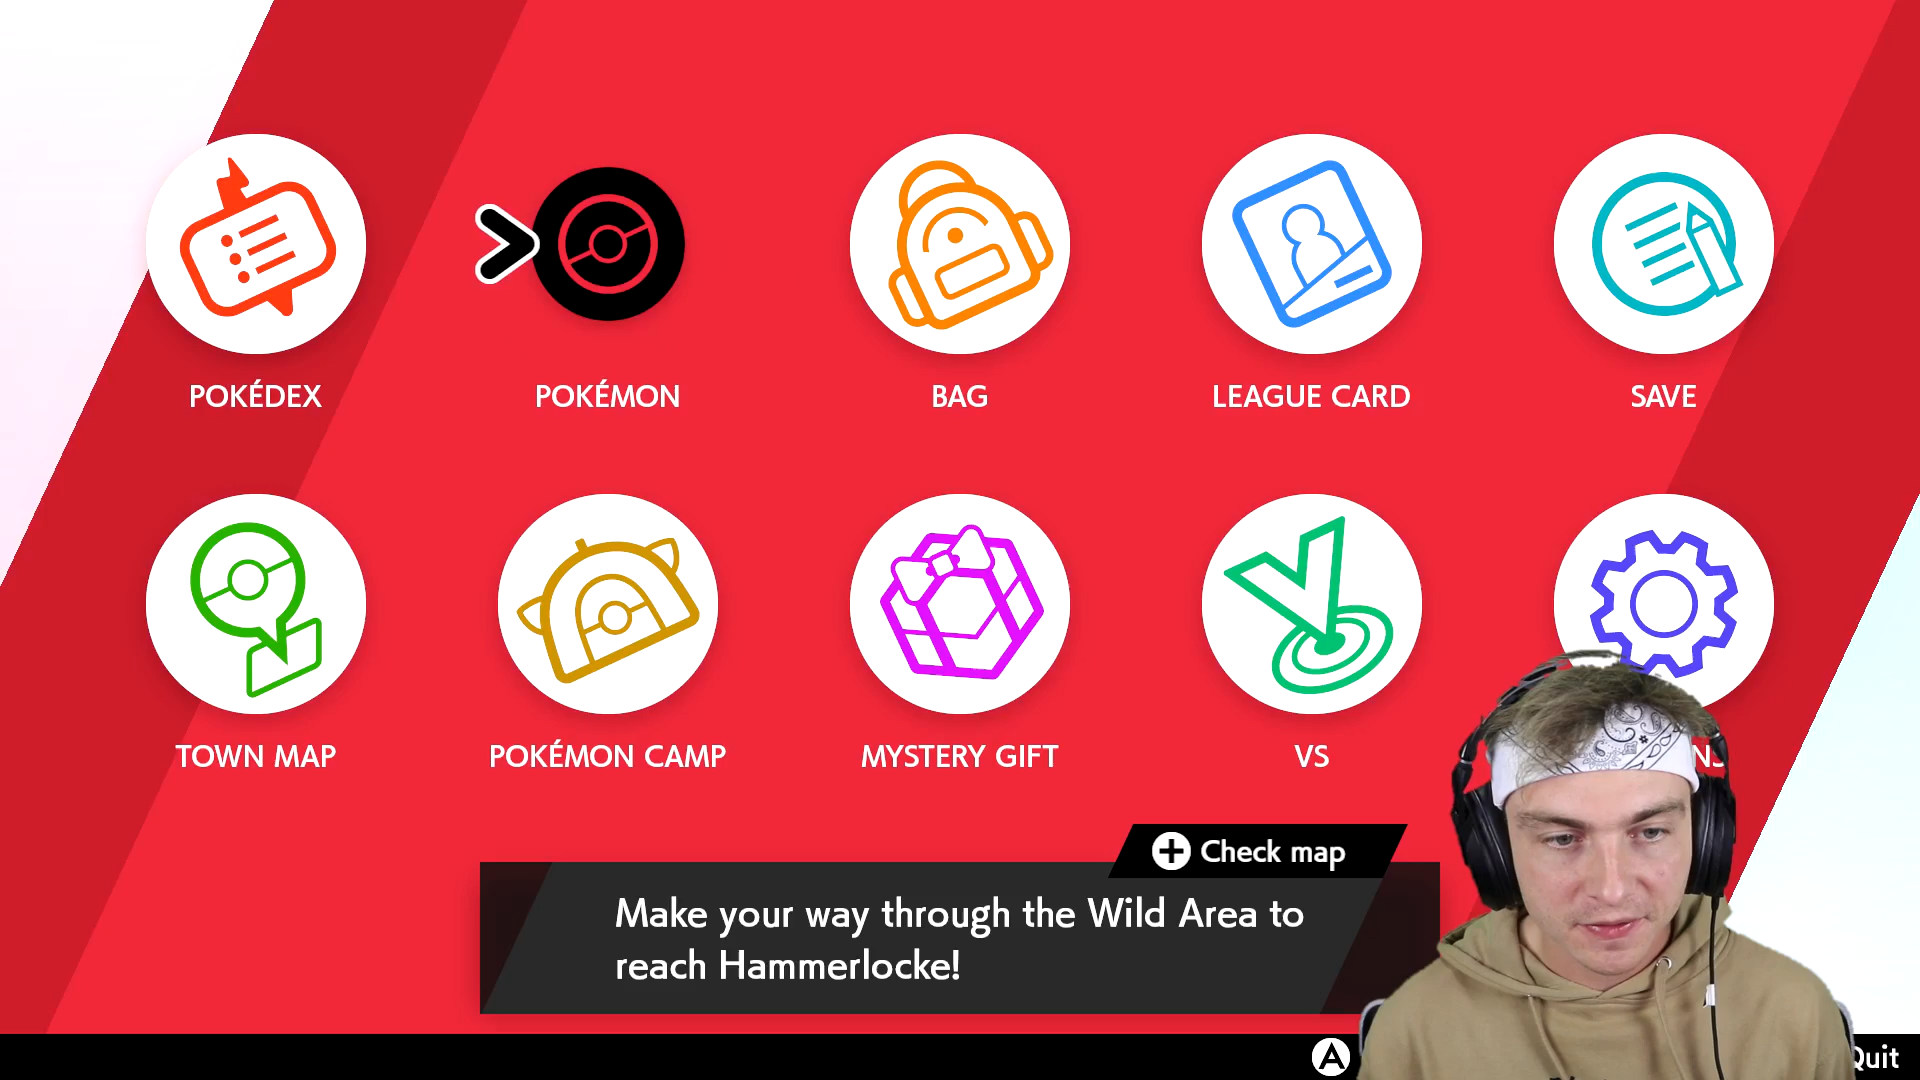 POKÉDEX
POKÉMON
BAG
LEAGUE CARD
SAVE
TOWN MAP
POKÉMON CAMP
MYSTERY GIFT
VS
Check map
Make your way through the Wild Area to
reach Hammerlocke!
A
Quit